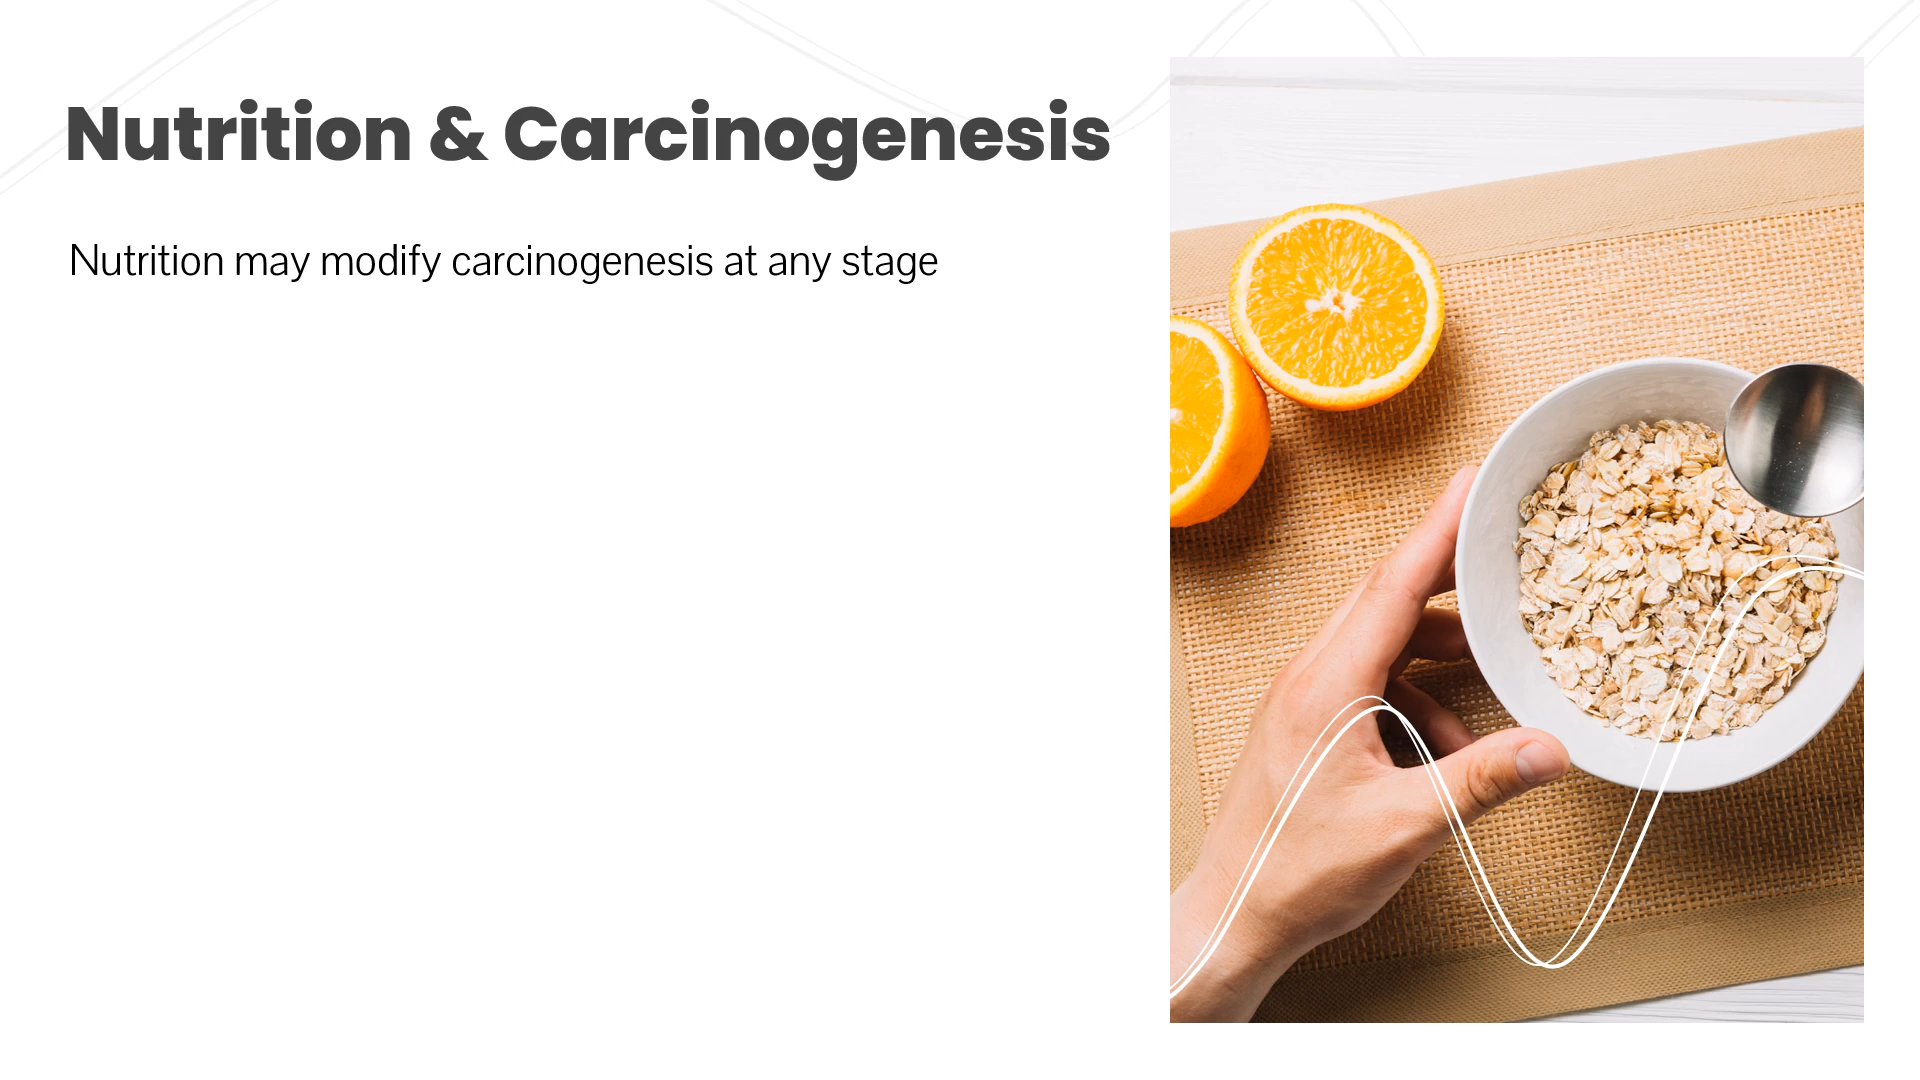 Nutrition & Carcinogenesis
Nutrition may modify carcinogenesis at any stage